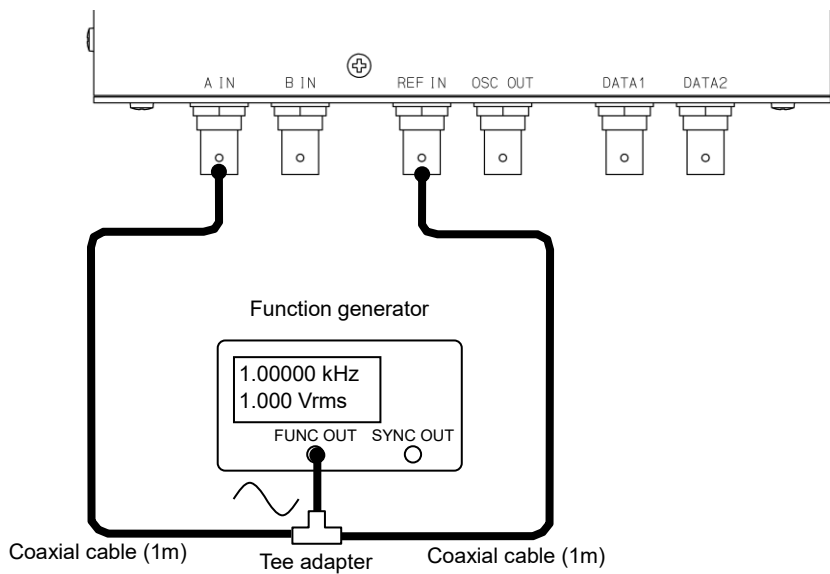 A IN
B IN
REF IN
OSC OUT
DATA1
DATA2
Function generator
1.00000 kHz
1.000 Vrms
FUNC OUT
SYNC OUT
Coaxial cable (1m)
Tee adapter
Coaxial cable (1m)